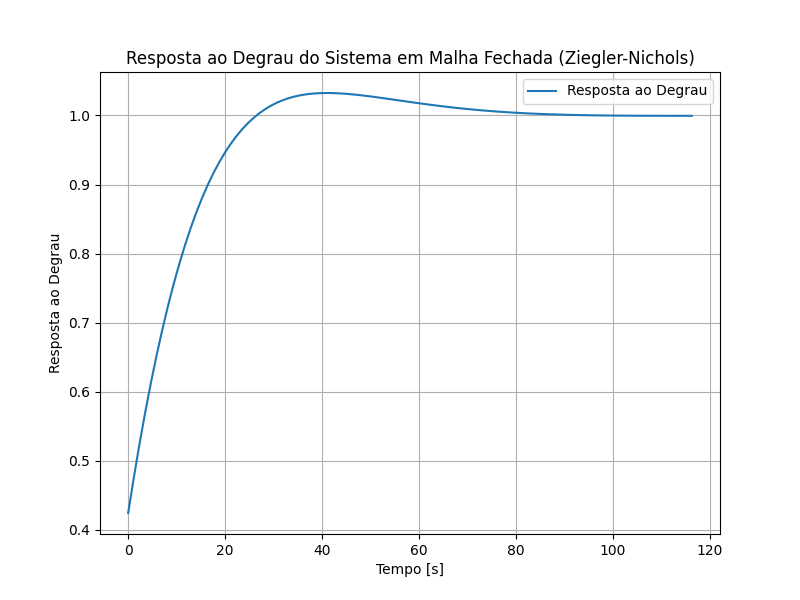 Resposta ao Degrau do Sistema em Malha Fechada (Ziegler-Nichols)
Resposta ao Degrau
1.0
0.9
0.8
0.7
0.6
0.5
0.4
Resposta ao Degrau
0 20 40 60 80 100 120
Tempo [s]